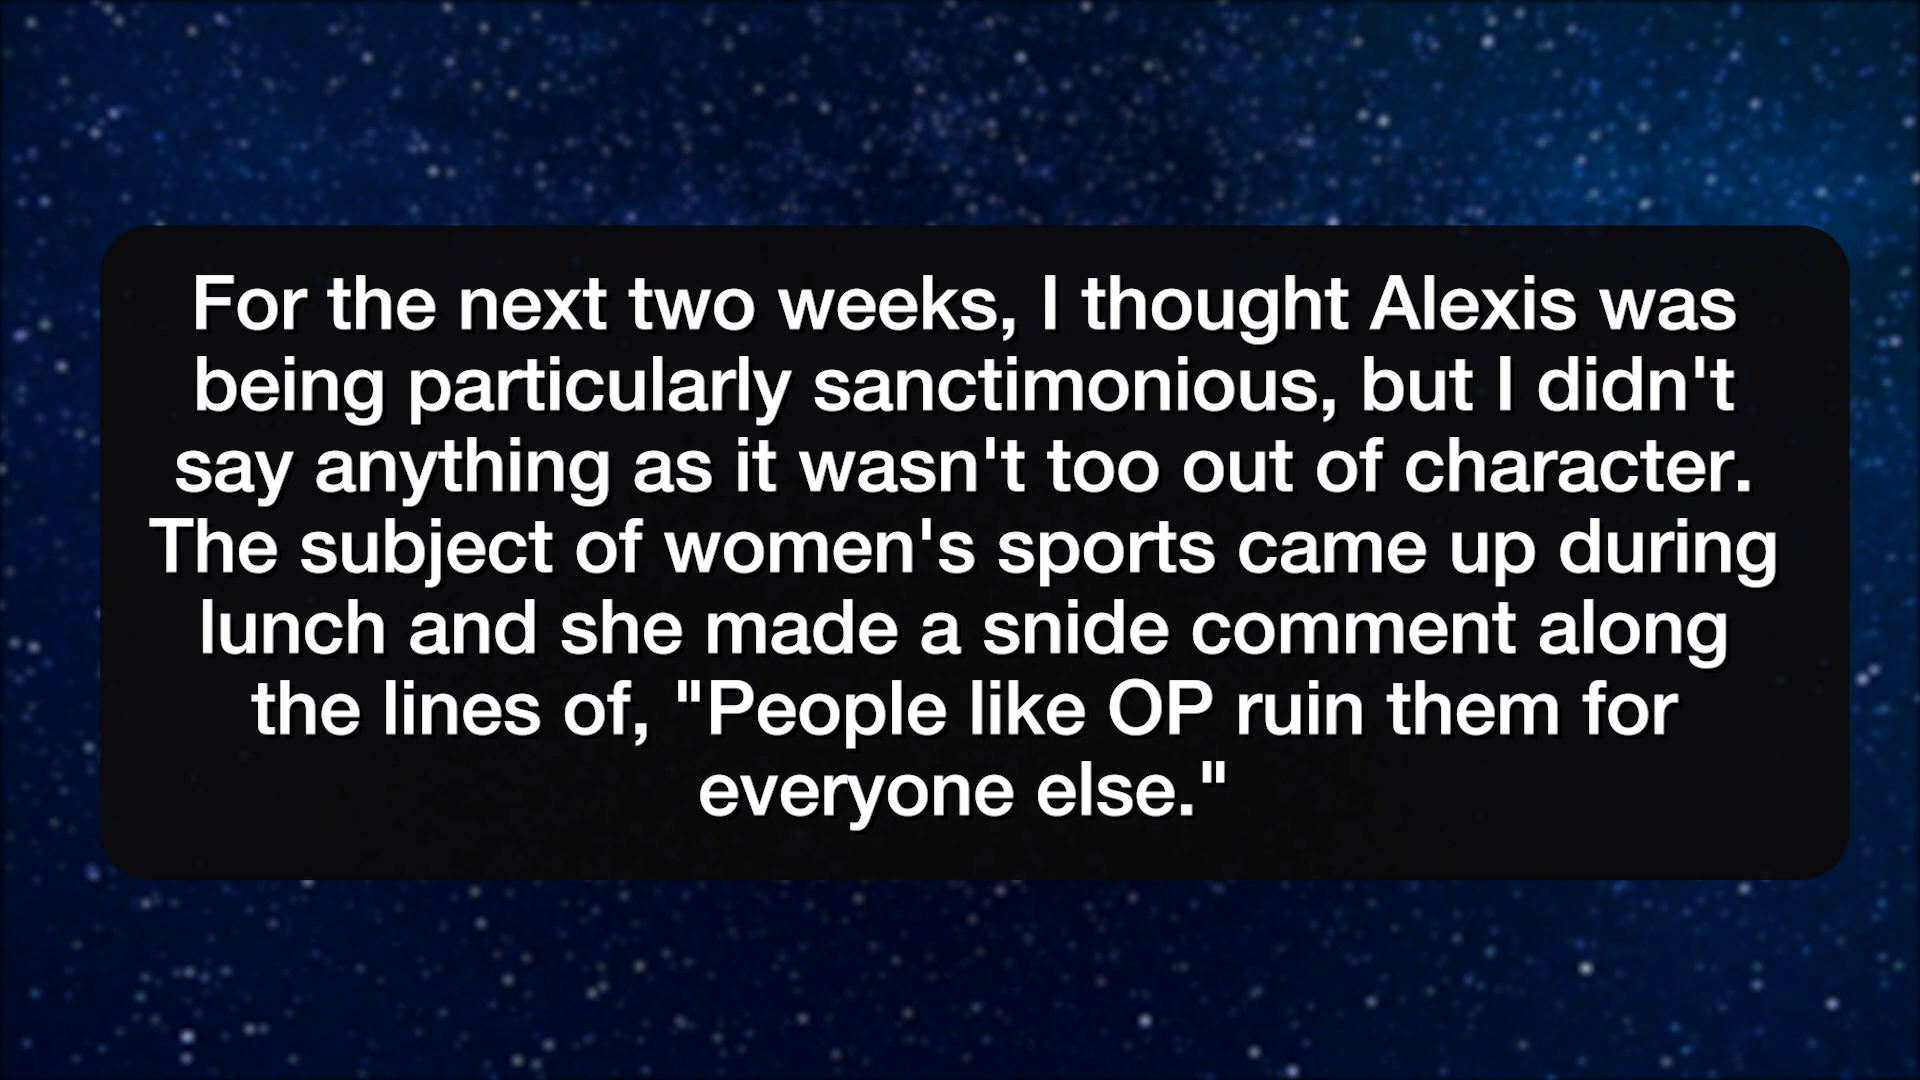 For the next two weeks, I thought Alexis was
being particularly sanctimonious, but I didn't
say anything as it wasn't too out of character.
The subject of women's sports came up during
lunch and she made a snide comment along
the lines of, "People like OP ruin them for
everyone else."